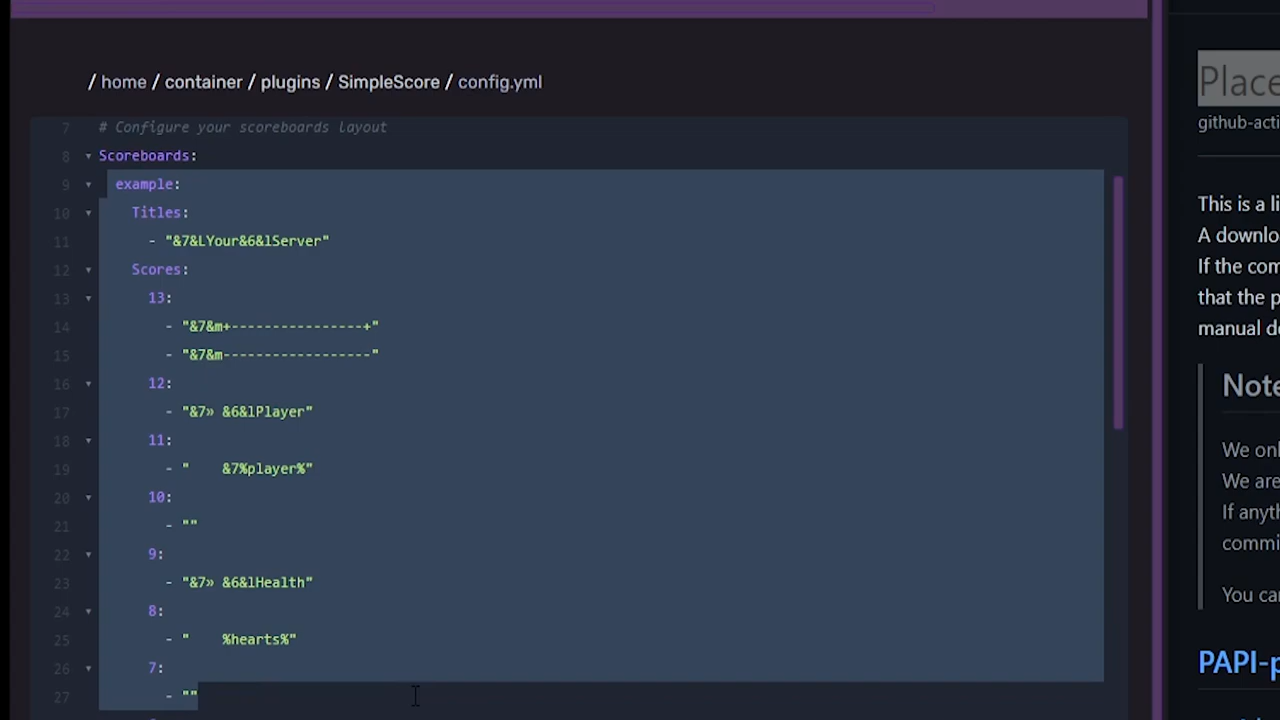 / home / container / plugins / SimpleScore / config.yml
7 # Configure your scoreboards layout
8 Scoreboards:
9 example:
10 Titles:
11 - "&7&LYour&6&lServer"
12 Scores:
13 13:
14 - "&7&m+----------------+"
15 - "&7&m------------------"
16 12:
17 - "&7» &6&lPlayer"
18 11:
19 - "    &7%player%"
20 10:
21 - ""
22 9:
23 - "&7» &6&lHealth"
24 8:
25 - "    %hearts%"
26 7:
27 - ""
Place
github-acti
This is a li
A downlo
If the com
that the p
manual d
Note
We onl
We are
If anyt
commi
You ca
PAPI-p